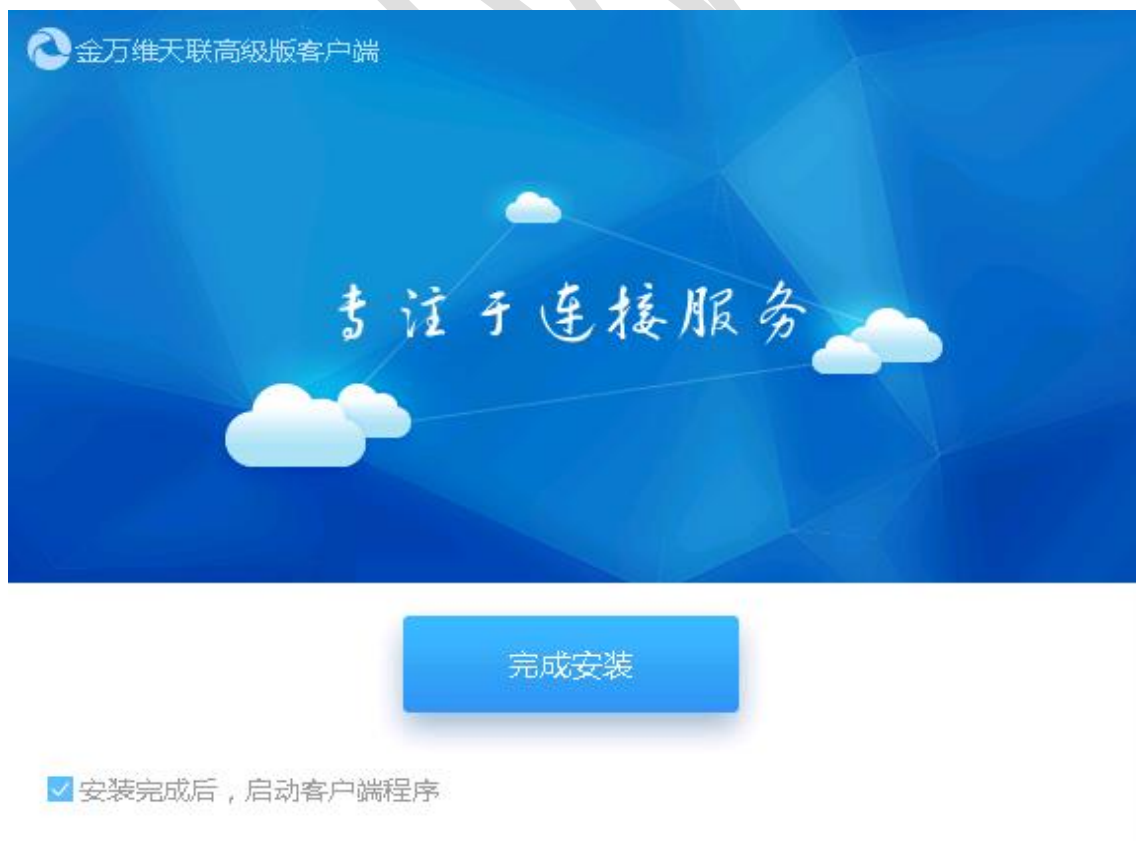 金万维天联高级版客户端
专注于连接服务
完成安装
安装完成后，启动客户端程序